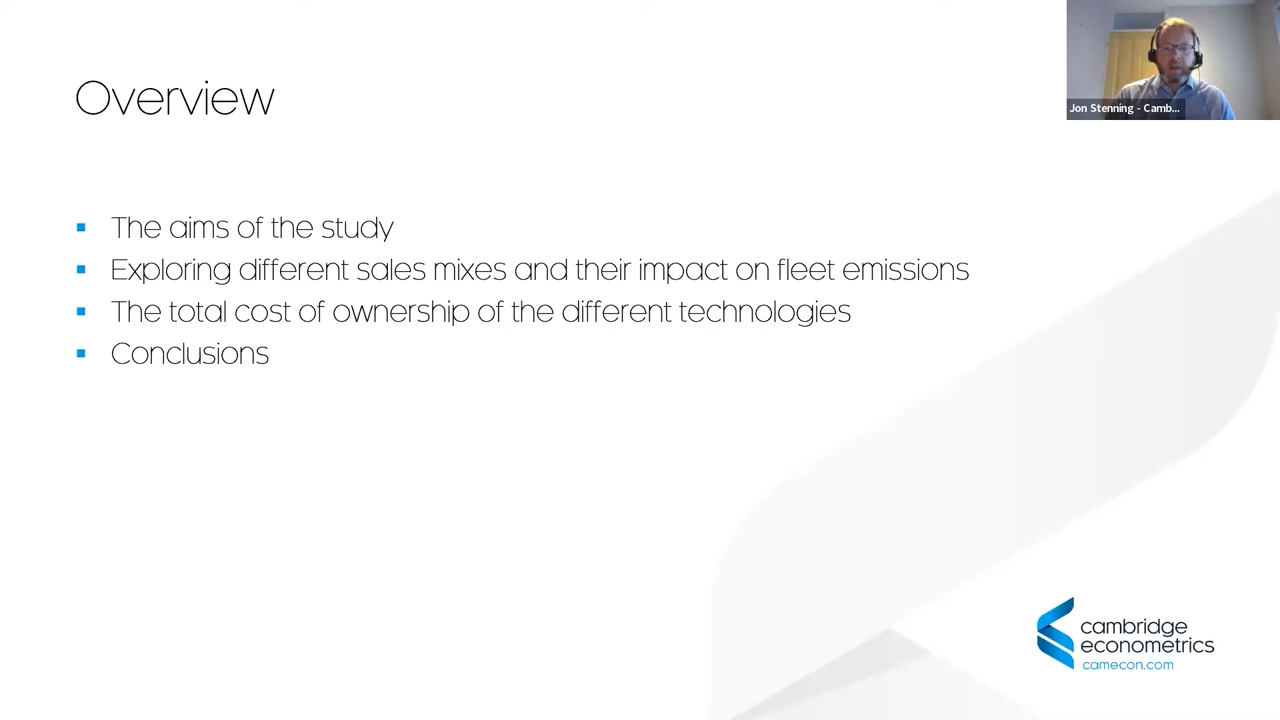 Overview
Jon Stenning - Camb...
The aims of the study
Exploring different sales mixes and their impact on fleet emissions
The total cost of ownership of the different technologies
Conclusions
cambridge
econometrics
camecon.com